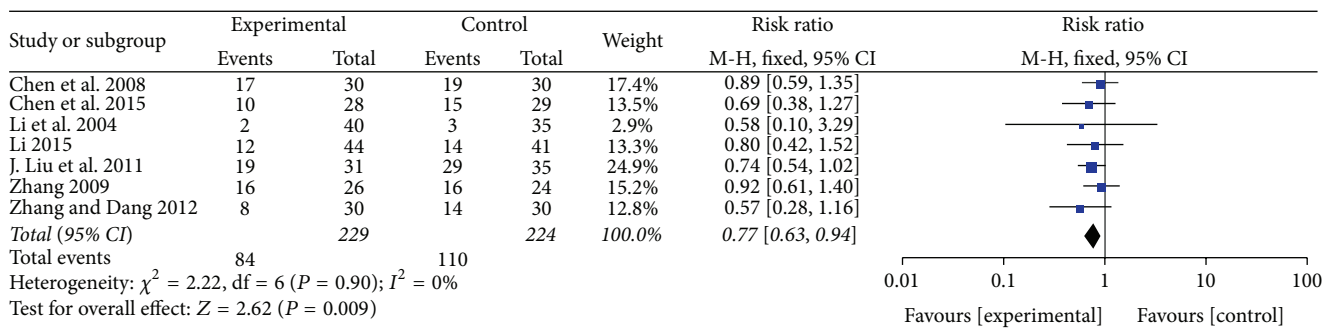 Study or subgroup Experimental Control Weight Risk ratio Risk ratio
Events Total Events Total M-H, fixed, 95% CI M-H, fixed, 95% CI
Chen et al. 2008 17 30 19 30 17.4% 0.89 [0.59, 1.35]
Chen et al. 2015 10 28 15 29 13.5% 0.69 [0.38, 1.27]
Li et al. 2004 2 40 3 35 2.9% 0.58 [0.10, 3.29]
Li 2015 12 44 14 41 13.3% 0.80 [0.42, 1.52]
J. Liu et al. 2011 19 31 29 35 24.9% 0.74 [0.54, 1.02]
Zhang 2009 16 26 16 24 15.2% 0.92 [0.61, 1.40]
Zhang and Dang 2012 8 30 14 30 12.8% 0.57 [0.28, 1.16]
Total (95% CI) 229 224 100.0% 0.77 [0.63, 0.94]
Total events 84 110
Heterogeneity: χ² = 2.22, df = 6 (P = 0.90); I² = 0%
Test for overall effect: Z = 2.62 (P = 0.009)
0.01 0.1 1 10 100
Favours [experimental] Favours [control]